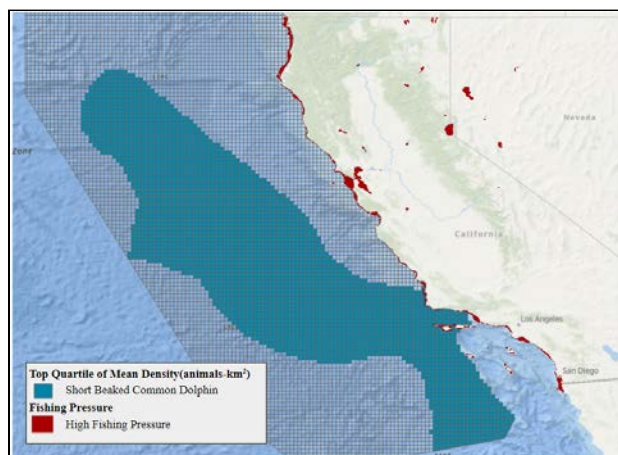 Zone
Nevada
California
Los Angeles
San Diego
Top Quartile of Mean Density(animals-km²)
Short Beaked Common Dolphin
Fishing Pressure
High Fishing Pressure